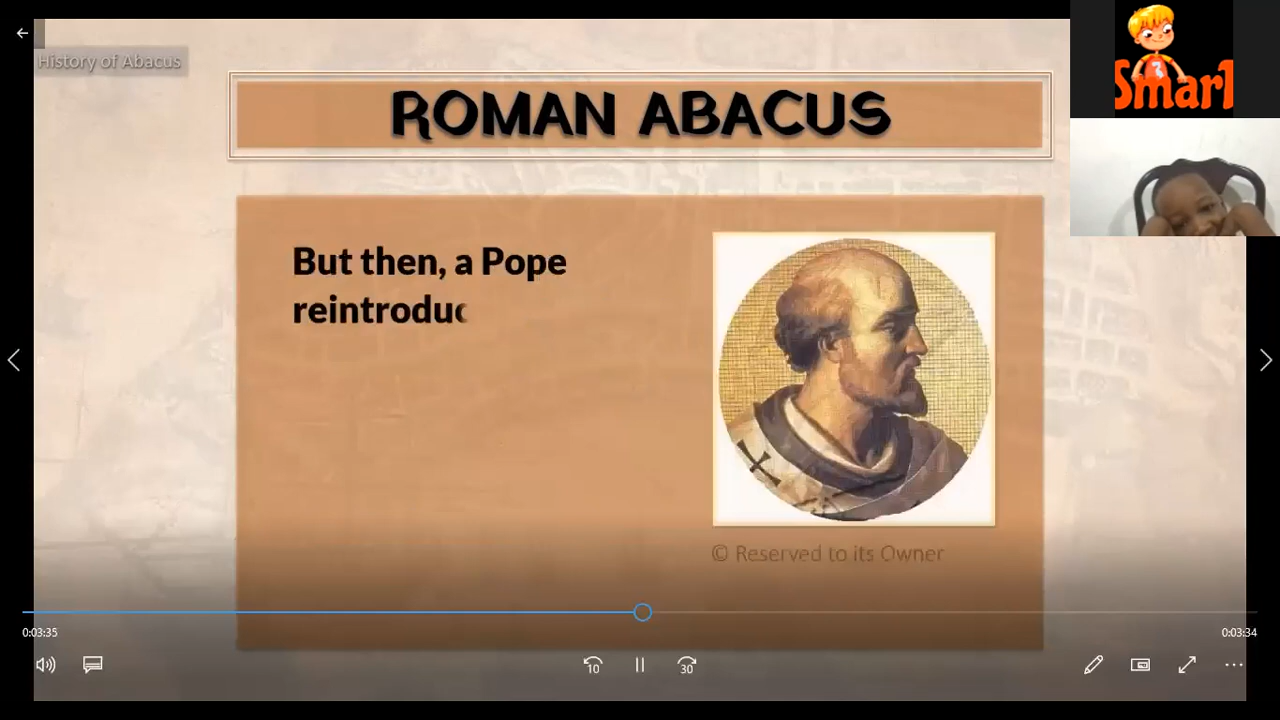 History of Abacus
Smart
ROMAN ABACUS
But then, a Pope
reintroduc
© Reserved to its Owner
0:03:35
0:03:34
10
30